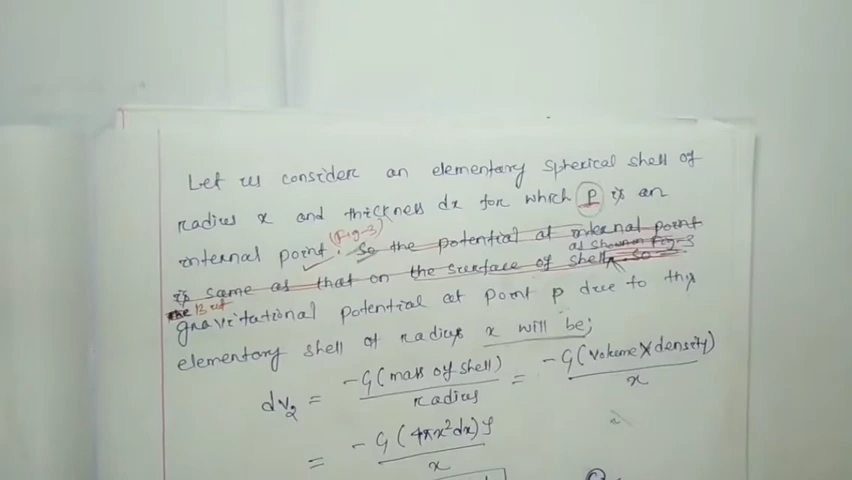 Let us consider an elementary spherical shell of
radius x and thickness dx for which P is an
(Fig-3)
internal point. So the potential at internal point
as shown in Fig-3
is same as that on the surface of shell. So
But
gravitational potential at point p due to this
elementary shell of radius x will be;
dv₂ = -G(mass of shell)/radius = -G(volume×density)/x
= -G(4πx²dx)ρ/x